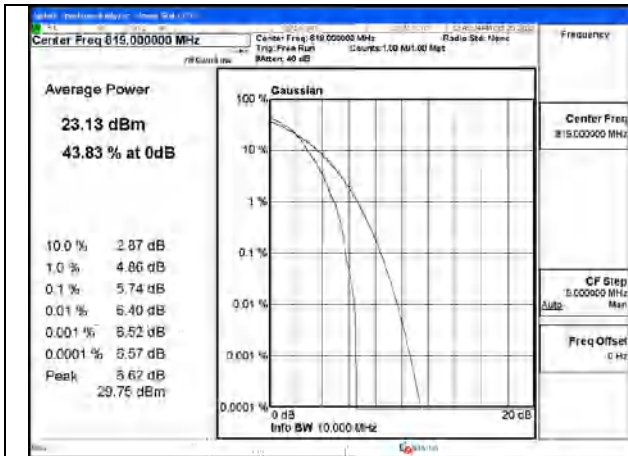 Center Freq 819.000000 MHz
Center Freq: 819.000000 MHz
Radio Std: None
Trig: Free Run
Counts: 1.00 M/1.00 Mpt
#Atten: 40 dB
Frequency
Average Power
23.13 dBm
43.83 % at 0dB
10.0 % 2.87 dB
1.0 % 4.86 dB
0.1 % 5.74 dB
0.01 % 6.40 dB
0.001 % 6.52 dB
0.0001 % 6.57 dB
Peak 6.62 dB
29.75 dBm
Gaussian
100 %
10 %
1 %
0.1 %
0.01 %
0.001 %
0.0001 %
0 dB
20 dB
Info BW 10.000 MHz
Center Freq
819.000000 MHz
CF Step
5.000000 MHz
Auto Man
Freq Offset
0 Hz